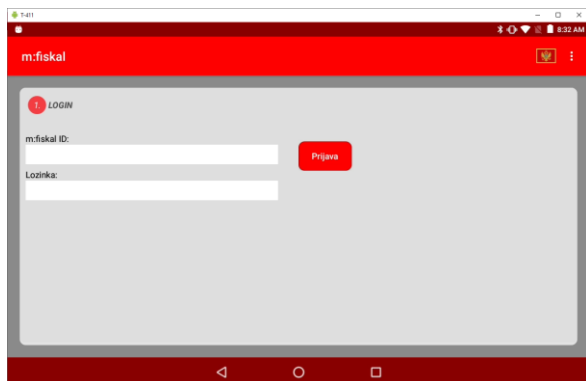 T-411
8:32 AM
m:fiskal
1. LOGIN
m:fiskal ID:
Prijava
Lozinka: